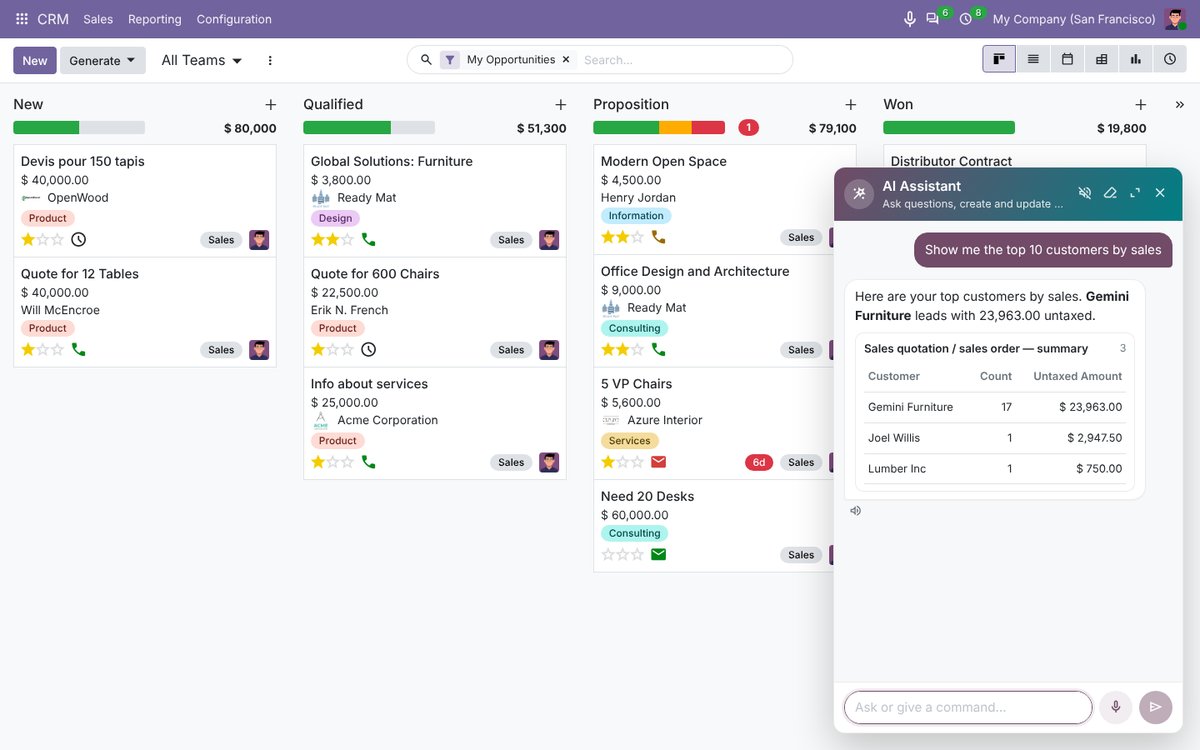 CRM Sales Reporting Configuration 6 8 My Company (San Francisco)
New Generate All Teams My Opportunities × Search...
New
$ 80,000
Devis pour 150 tapis
$ 40,000.00
OpenWood
Product
Sales
Quote for 12 Tables
$ 40,000.00
Will McEncroe
Product
Sales
Qualified
$ 51,300
Global Solutions: Furniture
$ 3,800.00
Ready Mat
Design
Sales
Quote for 600 Chairs
$ 22,500.00
Erik N. French
Product
Sales
Info about services
$ 25,000.00
Acme Corporation
Product
Sales
Proposition
1 $ 79,100
Modern Open Space
$ 4,500.00
Henry Jordan
Information
Sales
Office Design and Architecture
$ 9,000.00
Ready Mat
Consulting
Sales
5 VP Chairs
$ 5,600.00
Azure Interior
Services
6d Sales
Need 20 Desks
$ 60,000.00
Consulting
Sales
Won
$ 19,800
Distributor Contract
AI Assistant
Ask questions, create and update ...
Show me the top 10 customers by sales
Here are your top customers by sales. Gemini
Furniture leads with 23,963.00 untaxed.
Sales quotation / sales order — summary 3
Customer Count Untaxed Amount
Gemini Furniture 17 $ 23,963.00
Joel Willis 1 $ 2,947.50
Lumber Inc 1 $ 750.00
Ask or give a command...